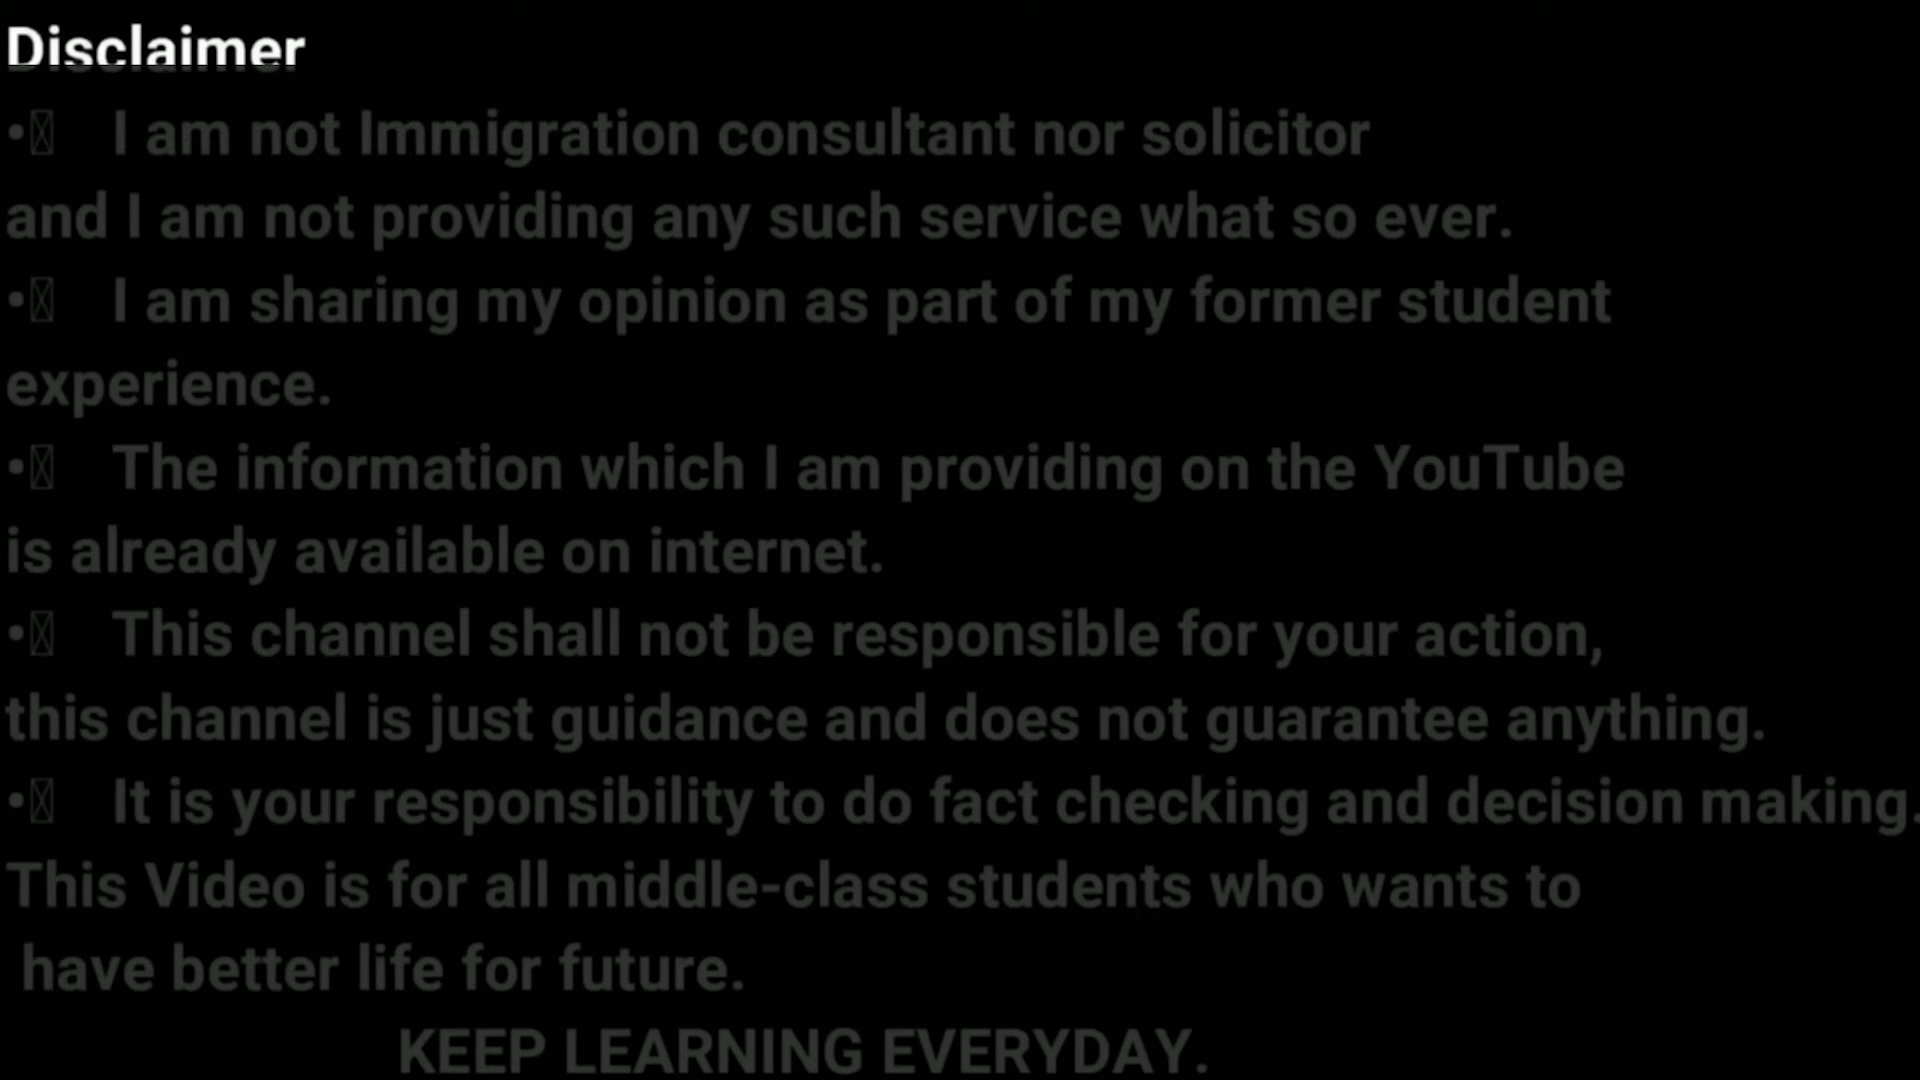 Disclaimer
• I am not Immigration consultant nor solicitor
and I am not providing any such service what so ever.
• I am sharing my opinion as part of my former student
experience.
• The information which I am providing on the YouTube
is already available on internet.
• This channel shall not be responsible for your action,
this channel is just guidance and does not guarantee anything.
• It is your responsibility to do fact checking and decision making.
This Video is for all middle-class students who wants to
have better life for future.
KEEP LEARNING EVERYDAY.